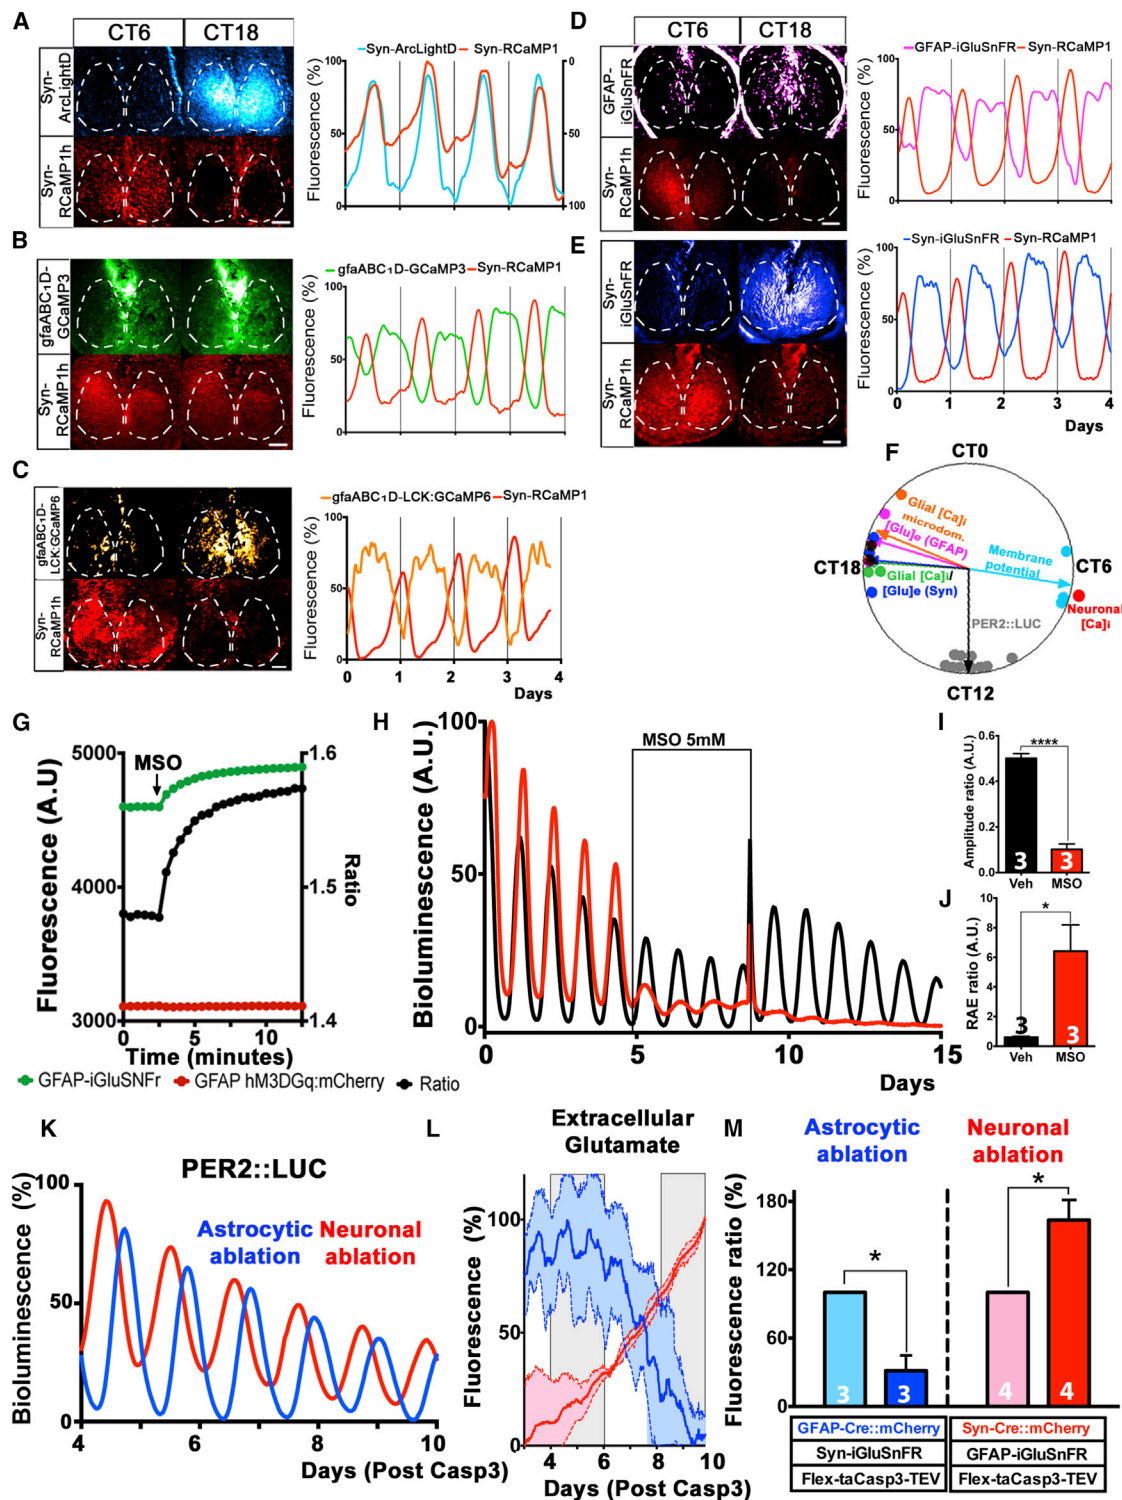 A
CT6 CT18
Syn-
ArcLightD
Syn-
RCaMP1h
Syn-ArcLightD Syn-RCaMP1
Fluorescence (%)
100
50
0
0
50
100
B
gfaABC1D-
GCaMP3
Syn-
RCaMP1h
gfaABC1D-GCaMP3 Syn-RCaMP1
Fluorescence (%)
100
50
0
C
gfaABC1D-
LCK:GCaMP6
Syn-
RCaMP1h
gfaABC1D-LCK:GCaMP6 Syn-RCaMP1
Fluorescence (%)
100
50
0
0 1 2 3 4
Days
D
CT6 CT18
GFAP-
iGluSnFR
Syn-
RCaMP1h
GFAP-iGluSnFR Syn-RCaMP1
Fluorescence (%)
100
50
0
E
Syn-
iGluSnFR
Syn-
RCaMP1h
Syn-iGluSnFR Syn-RCaMP1
Fluorescence (%)
100
50
0
0 1 2 3 4
Days
F
CT0
Glial [Ca]i
microdom.
[Glu]e (GFAP)
Membrane
potential
CT18
CT6
Glial [Ca]i/
[Glu]e (Syn)
Neuronal
[Ca]i
PER2::LUC
CT12
G
Fluorescence (A.U)
5000
4000
3000
MSO
1.6
1.5
1.4
Ratio
0 5 10
Time (minutes)
GFAP-iGluSNFr GFAP hM3DGq:mCherry Ratio
H
Bioluminescence (A.U.)
100
50
0
MSO 5mM
0 5 10 15
Days
I
Amplitude ratio (A.U.)
0.6
0.4
0.2
0.0
****
3 3
Veh MSO
J
RAE ratio (A.U.)
10
8
6
4
2
0
*
3 3
Veh MSO
K
PER2::LUC
Bioluminescence (%)
100
50
0
Astrocytic
ablation
Neuronal
ablation
4 6 8 10
Days (Post Casp3)
L
Extracellular
Glutamate
Fluorescence (%)
100
50
0
4 6 8 10
Days (Post Casp3)
M
Astrocytic
ablation
Neuronal
ablation
Fluorescence ratio (%)
180
120
60
0
* *
3 3 4 4
GFAP-Cre::mCherry Syn-Cre::mCherry
Syn-iGluSnFR GFAP-iGluSnFR
Flex-taCasp3-TEV Flex-taCasp3-TEV